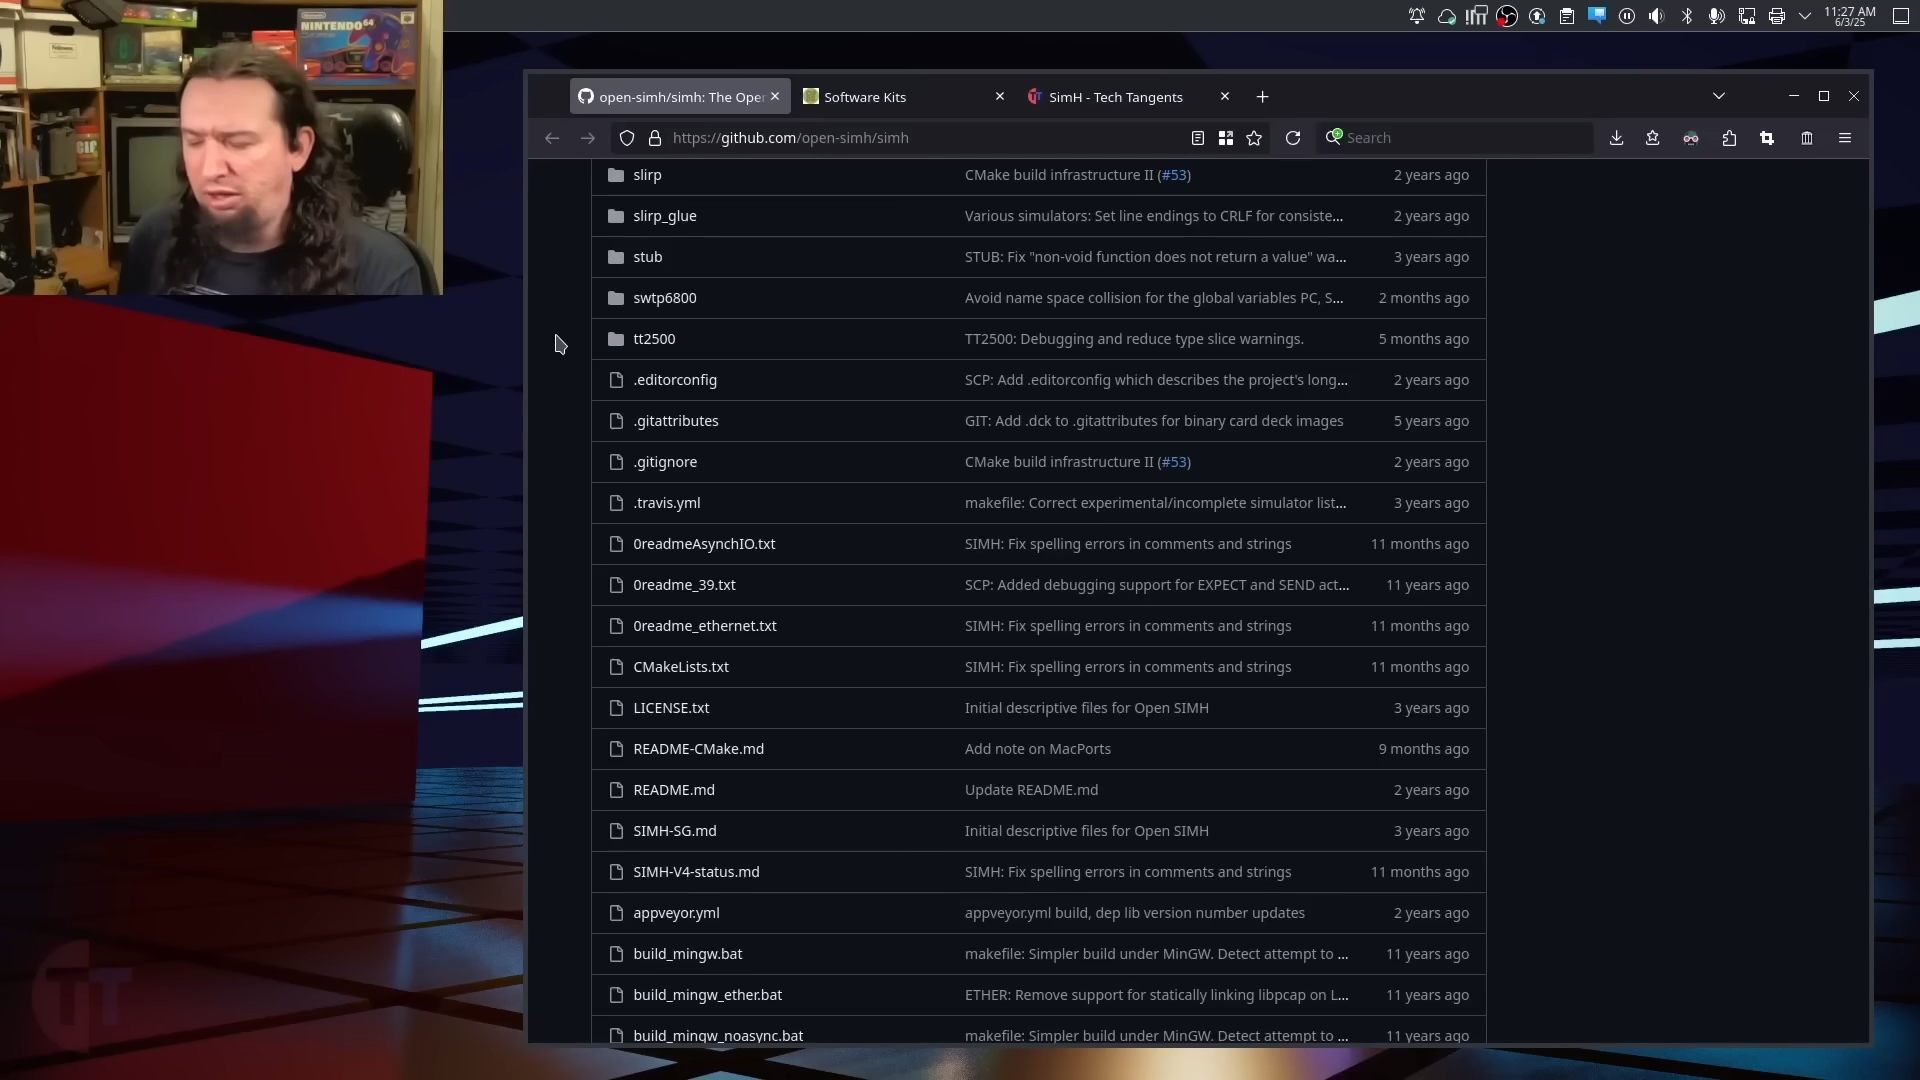 NINTENDO 64
11:27 AM
6/3/25
open-simh/simh: The Oper
Software Kits
SimH - Tech Tangents
https://github.com/open-simh/simh
Search
slirp
CMake build infrastructure II (#53)
2 years ago
slirp_glue
Various simulators: Set line endings to CRLF for consiste...
2 years ago
stub
STUB: Fix "non-void function does not return a value" wa...
3 years ago
swtp6800
Avoid name space collision for the global variables PC, S...
2 months ago
tt2500
TT2500: Debugging and reduce type slice warnings.
5 months ago
.editorconfig
SCP: Add .editorconfig which describes the project's long...
2 years ago
.gitattributes
GIT: Add .dck to .gitattributes for binary card deck images
5 years ago
.gitignore
CMake build infrastructure II (#53)
2 years ago
.travis.yml
makefile: Correct experimental/incomplete simulator list...
3 years ago
0readmeAsynchIO.txt
SIMH: Fix spelling errors in comments and strings
11 months ago
0readme_39.txt
SCP: Added debugging support for EXPECT and SEND act...
11 years ago
0readme_ethernet.txt
SIMH: Fix spelling errors in comments and strings
11 months ago
CMakeLists.txt
SIMH: Fix spelling errors in comments and strings
11 months ago
LICENSE.txt
Initial descriptive files for Open SIMH
3 years ago
README-CMake.md
Add note on MacPorts
9 months ago
README.md
Update README.md
2 years ago
SIMH-SG.md
Initial descriptive files for Open SIMH
3 years ago
SIMH-V4-status.md
SIMH: Fix spelling errors in comments and strings
11 months ago
appveyor.yml
appveyor.yml build, dep lib version number updates
2 years ago
build_mingw.bat
makefile: Simpler build under MinGW. Detect attempt to ...
11 years ago
build_mingw_ether.bat
ETHER: Remove support for statically linking libpcap on L...
11 years ago
build_mingw_noasync.bat
makefile: Simpler build under MinGW. Detect attempt to ...
11 years ago
TT